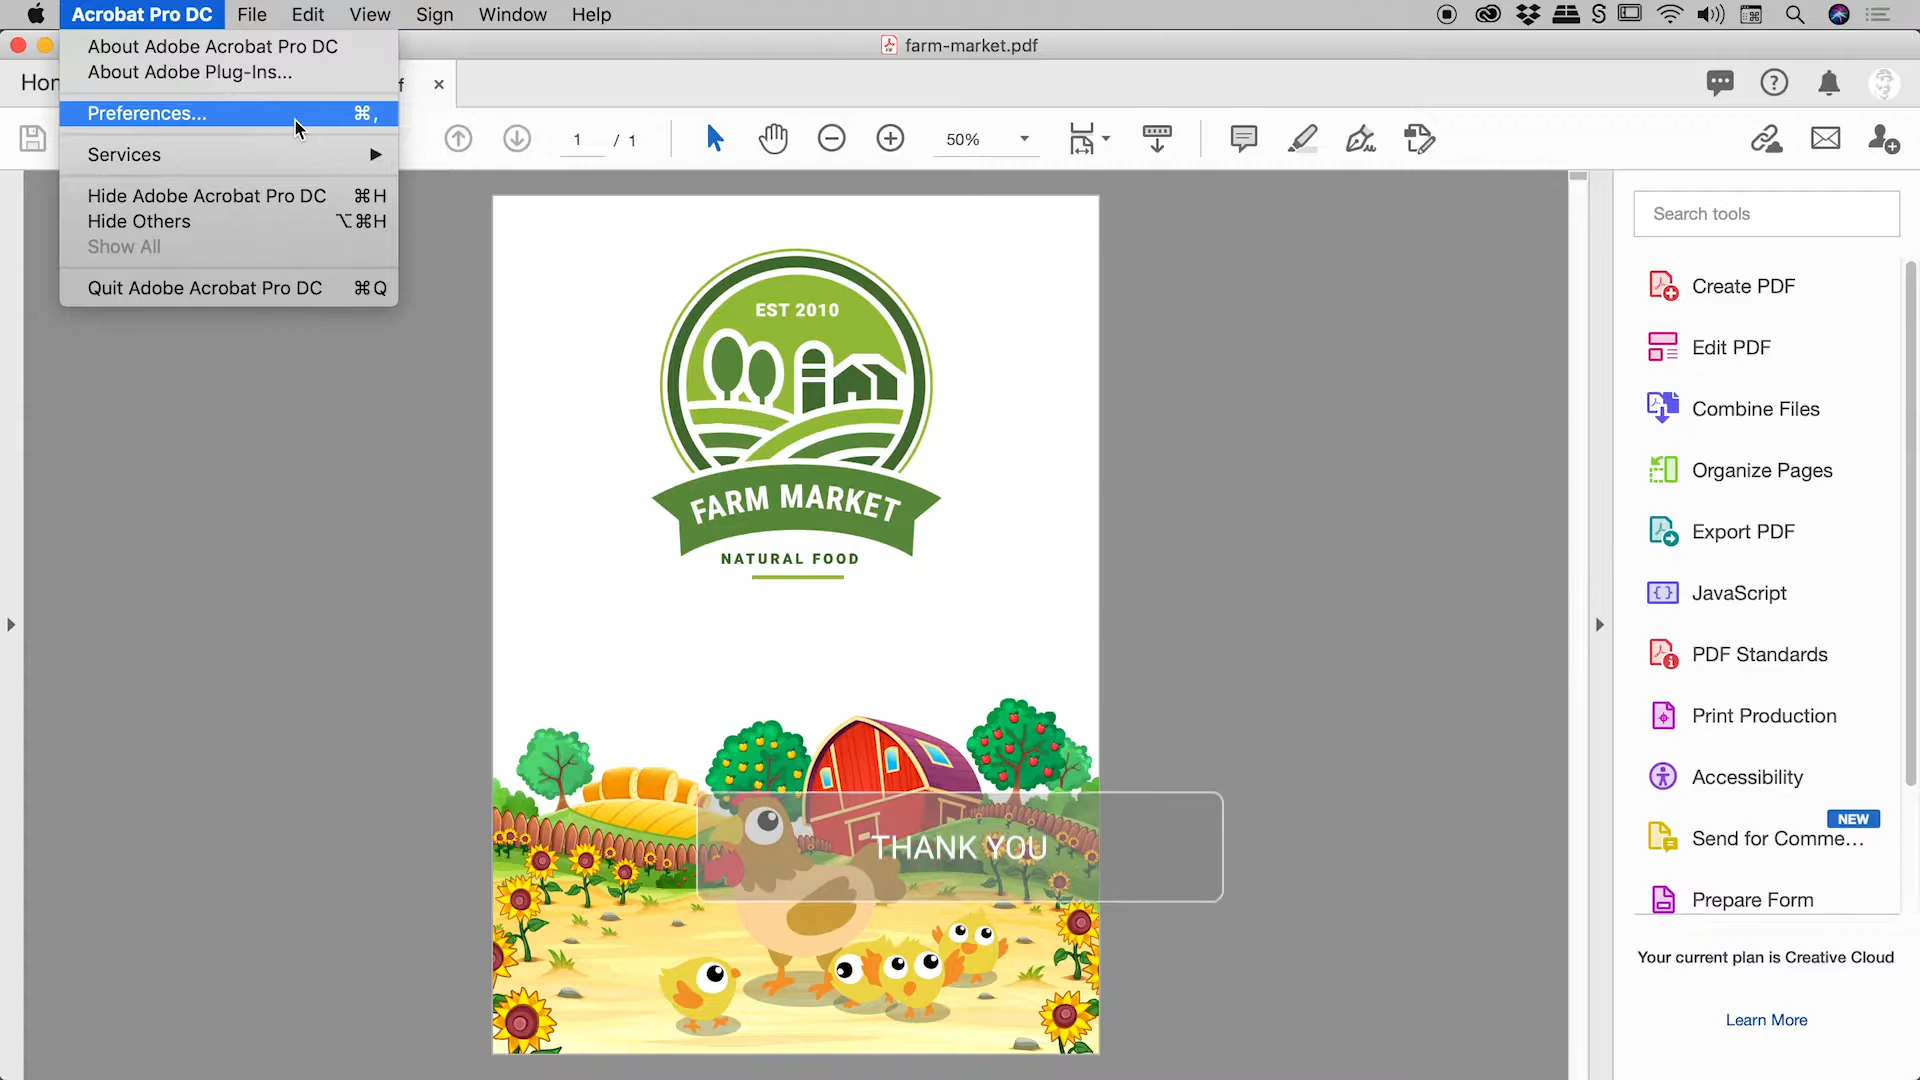 Acrobat Pro DC File Edit View Sign Window Help
About Adobe Acrobat Pro DC
About Adobe Plug-Ins...
Preferences... ⌘,
Services
Hide Adobe Acrobat Pro DC ⌘H
Hide Others ⌥⌘H
Show All
Quit Adobe Acrobat Pro DC ⌘Q
farm-market.pdf
Hom
f
1 / 1
50%
EST 2010
FARM MARKET
NATURAL FOOD
THANK YOU
Search tools
Create PDF
Edit PDF
Combine Files
Organize Pages
Export PDF
JavaScript
PDF Standards
Print Production
Accessibility
NEW
Send for Comme...
Prepare Form
Your current plan is Creative Cloud
Learn More